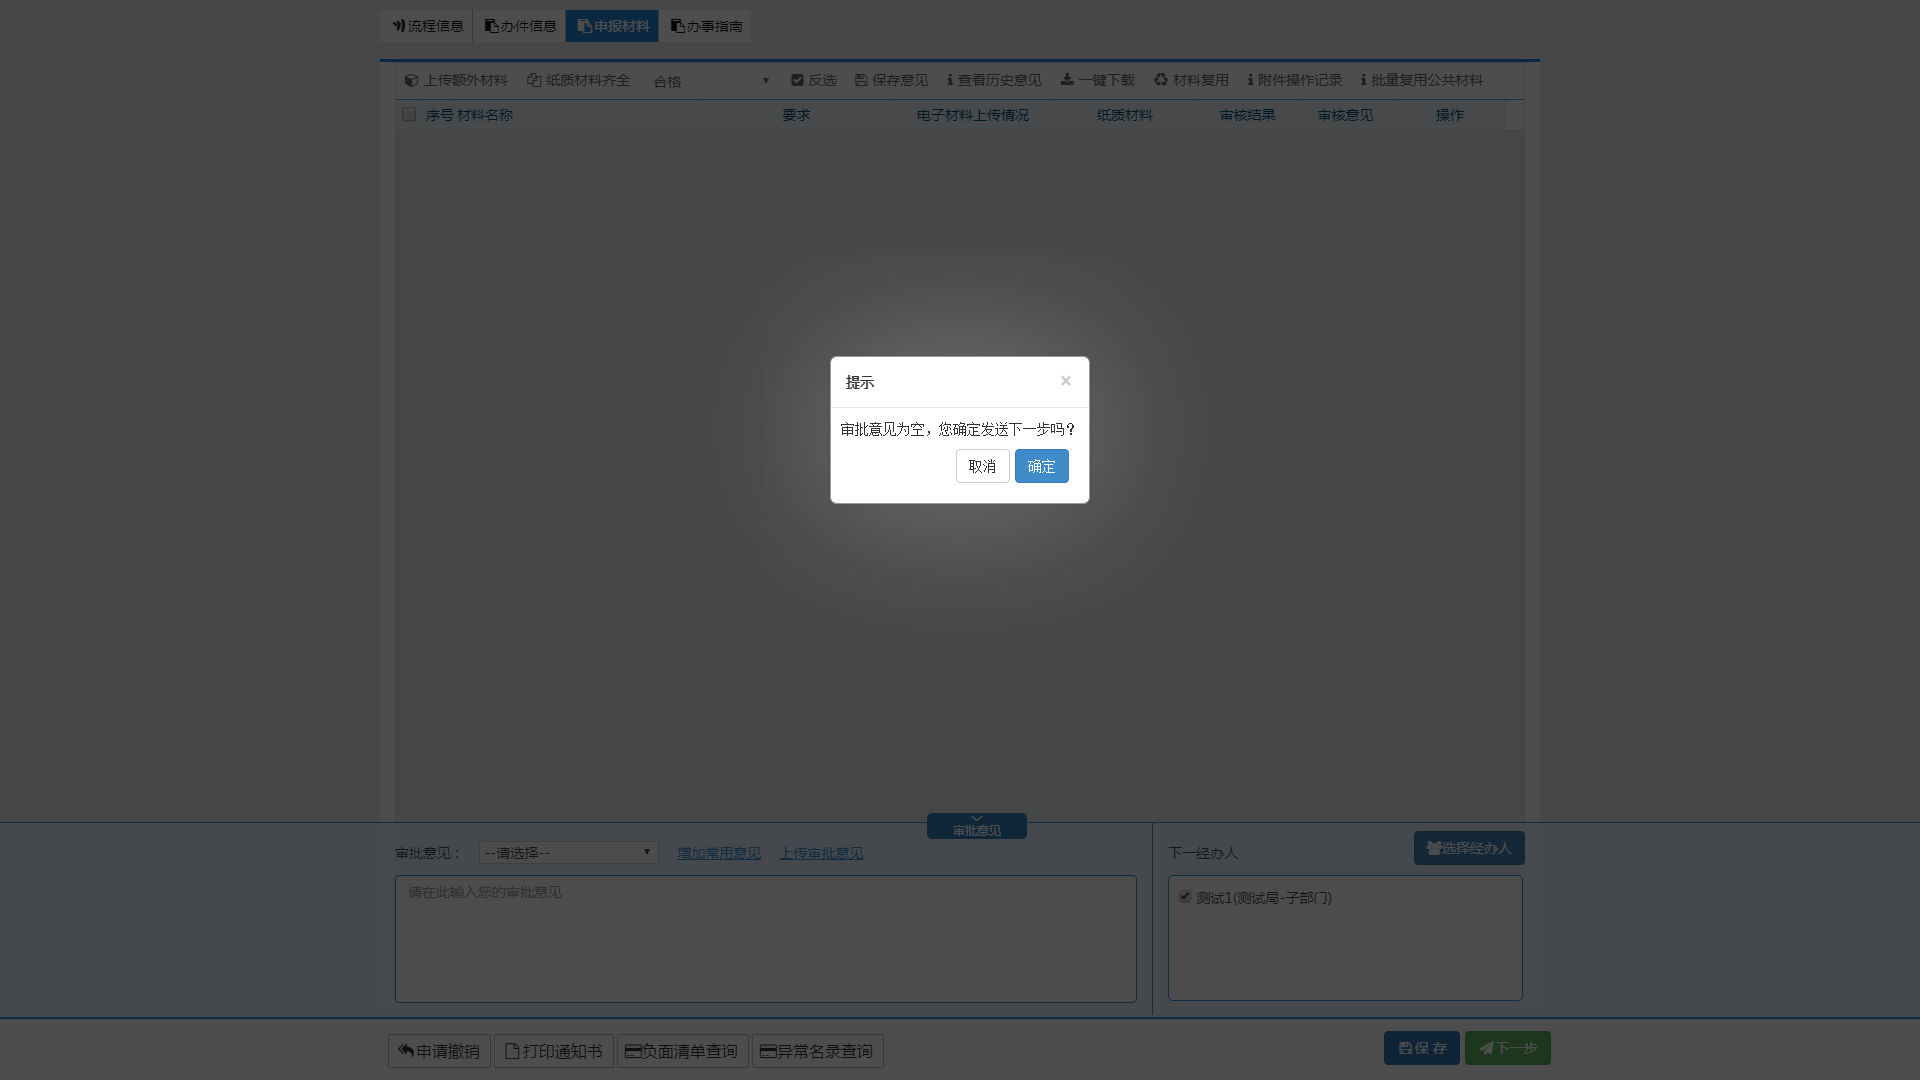 流程信息 办件信息 申报材料 办事指南
上传额外材料 纸质材料齐全 合格 反选 保存意见 查看历史意见 一键下载 材料复用 附件操作记录 批量复用公共材料
序号 材料名称 要求 电子材料上传情况 纸质材料 审核结果 审核意见 操作
提示 ×
审批意见为空，您确定发送下一步吗？
取消 确定
审批意见
审批意见： --请选择-- 增加常用意见 上传审批意见 下一经办人 选择经办人
请在此输入您的审批意见
测试1(测试局-子部门)
申请撤销 打印通知书 负面清单查询 异常名录查询 保 存 下一步